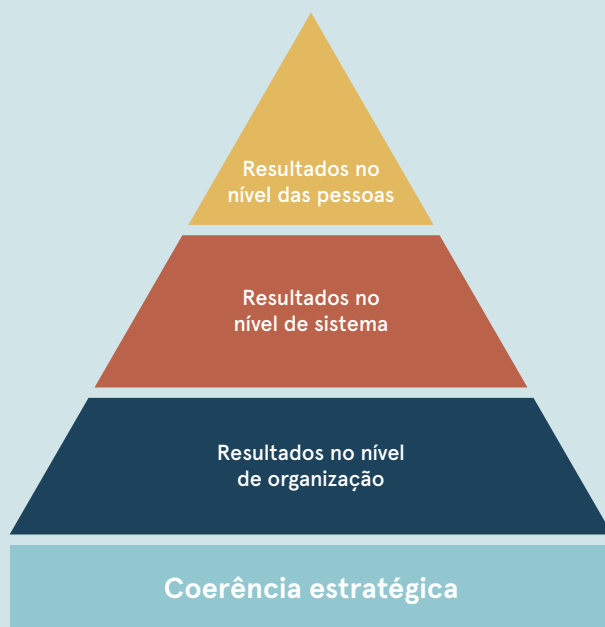 Resultados no
nível das pessoas
Resultados no
nível de sistema
Resultados no nível
de organização
Coerência estratégica